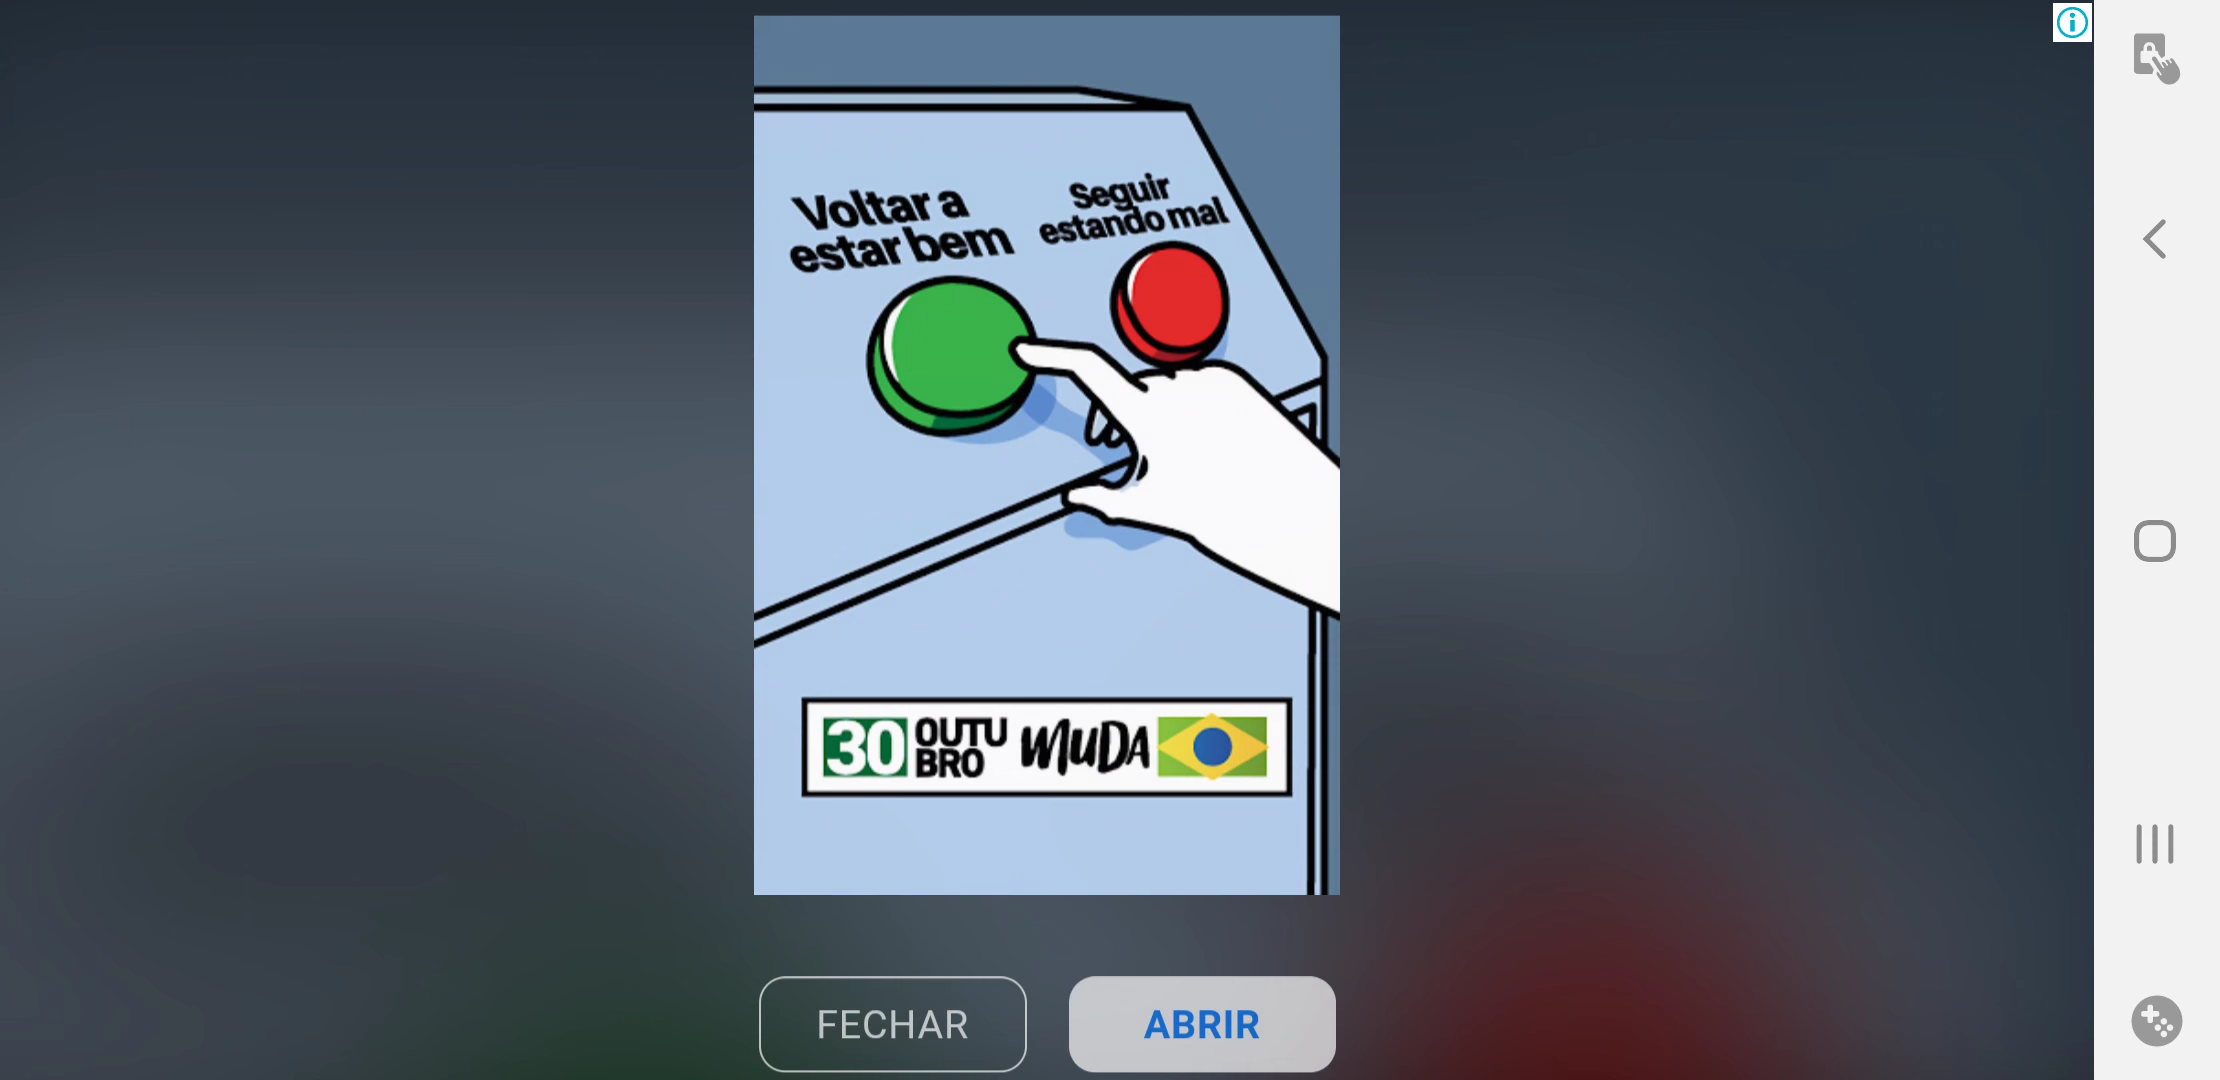 Voltar a
estar bem
Seguir
estando mal
30 OUTU
BRO MUDA
FECHAR
ABRIR